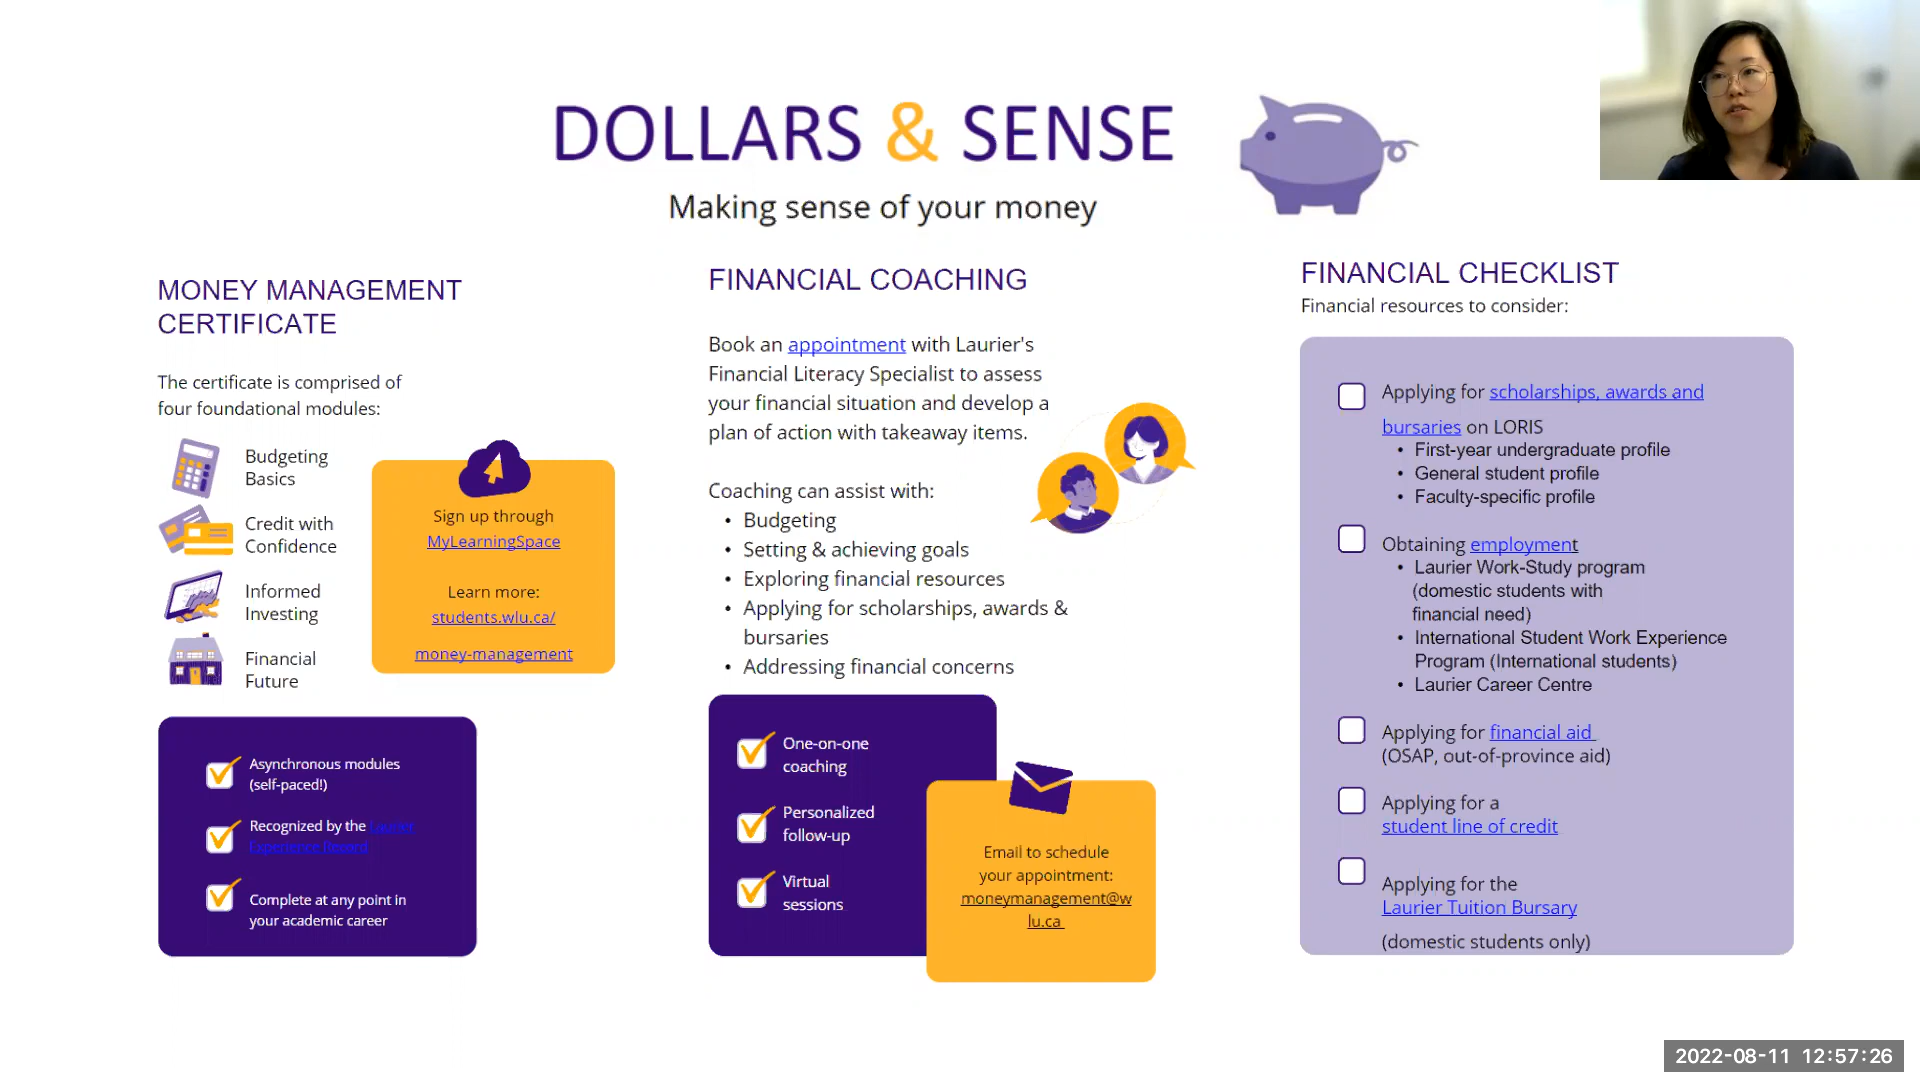 DOLLARS & SENSE
Making sense of your money
MONEY MANAGEMENT
CERTIFICATE
The certificate is comprised of
four foundational modules:
Budgeting
Basics
Credit with
Confidence
Informed
Investing
Financial
Future
Sign up through
MyLearningSpace
Learn more:
students.wlu.ca/
money-management
Asynchronous modules
(self-paced!)
Recognized by the Laurier
Experience Record
Complete at any point in
your academic career
FINANCIAL COACHING
Book an appointment with Laurier's
Financial Literacy Specialist to assess
your financial situation and develop a
plan of action with takeaway items.
Coaching can assist with:
• Budgeting
• Setting & achieving goals
• Exploring financial resources
• Applying for scholarships, awards &
bursaries
• Addressing financial concerns
One-on-one
coaching
Personalized
follow-up
Virtual
sessions
Email to schedule
your appointment:
moneymanagement@w
lu.ca
FINANCIAL CHECKLIST
Financial resources to consider:
Applying for scholarships, awards and
bursaries on LORIS
• First-year undergraduate profile
• General student profile
• Faculty-specific profile
Obtaining employment
• Laurier Work-Study program
(domestic students with
financial need)
• International Student Work Experience
Program (International students)
• Laurier Career Centre
Applying for financial aid
(OSAP, out-of-province aid)
Applying for a
student line of credit
Applying for the
Laurier Tuition Bursary
(domestic students only)
2022-08-11 12:57:26